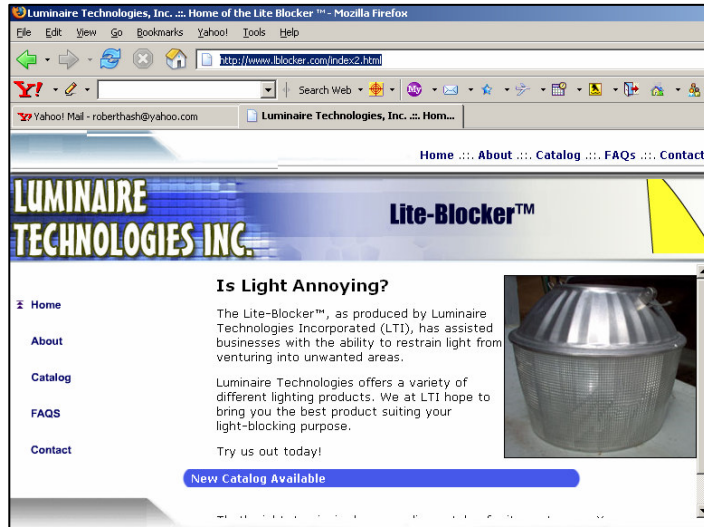 Luminaire Technologies, Inc. .::. Home of the Lite Blocker ™ - Mozilla Firefox
File Edit View Go Bookmarks Yahoo! Tools Help
http://www.lblocker.com/index2.html
Y! Search Web My
Yahoo! Mail - roberthash@yahoo.com Luminaire Technologies, Inc. .::. Hom...
Home .::. About .::. Catalog .::. FAQs .::. Contact
LUMINAIRE
TECHNOLOGIES INC.
Lite-Blocker™
Home
About
Catalog
FAQS
Contact
Is Light Annoying?
The Lite-Blocker™, as produced by Luminaire
Technologies Incorporated (LTI), has assisted
businesses with the ability to restrain light from
venturing into unwanted areas.
Luminaire Technologies offers a variety of
different lighting products. We at LTI hope to
bring you the best product suiting your
light-blocking purpose.
Try us out today!
New Catalog Available